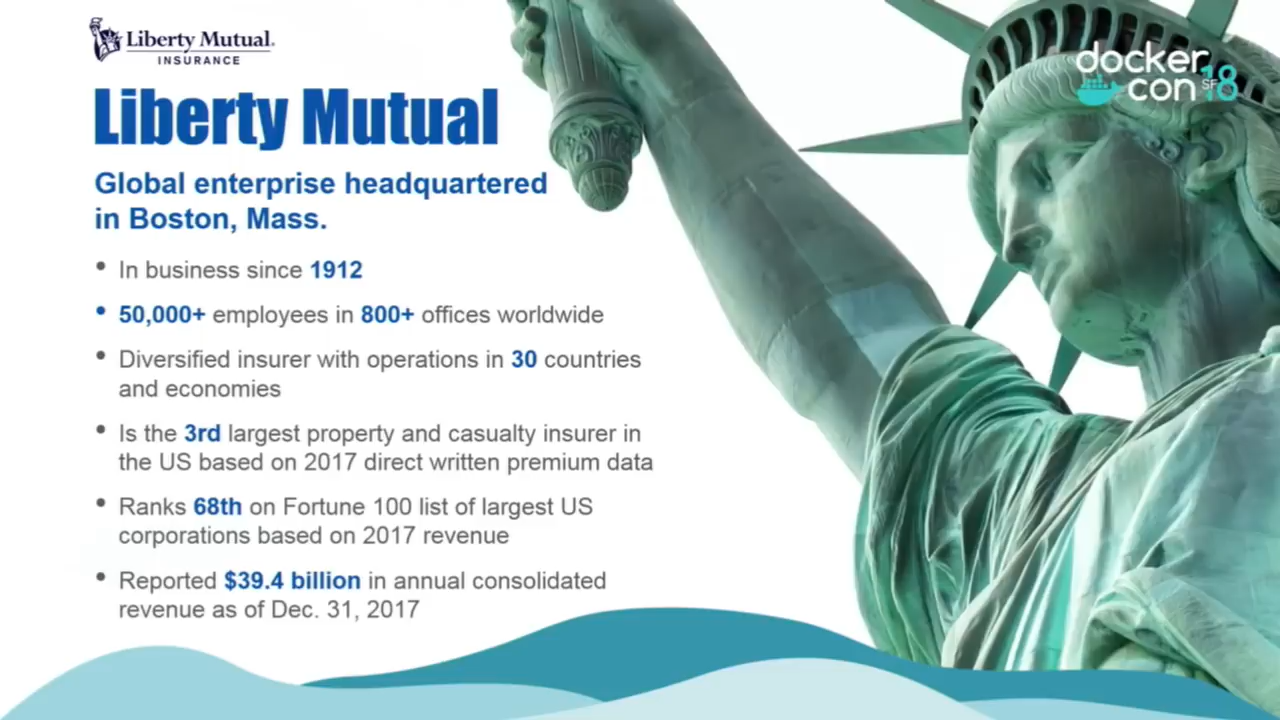 Liberty Mutual.
INSURANCE
docker
con SF 18
Liberty Mutual
Global enterprise headquartered
in Boston, Mass.
• In business since 1912
• 50,000+ employees in 800+ offices worldwide
• Diversified insurer with operations in 30 countries
and economies
• Is the 3rd largest property and casualty insurer in
the US based on 2017 direct written premium data
• Ranks 68th on Fortune 100 list of largest US
corporations based on 2017 revenue
• Reported $39.4 billion in annual consolidated
revenue as of Dec. 31, 2017